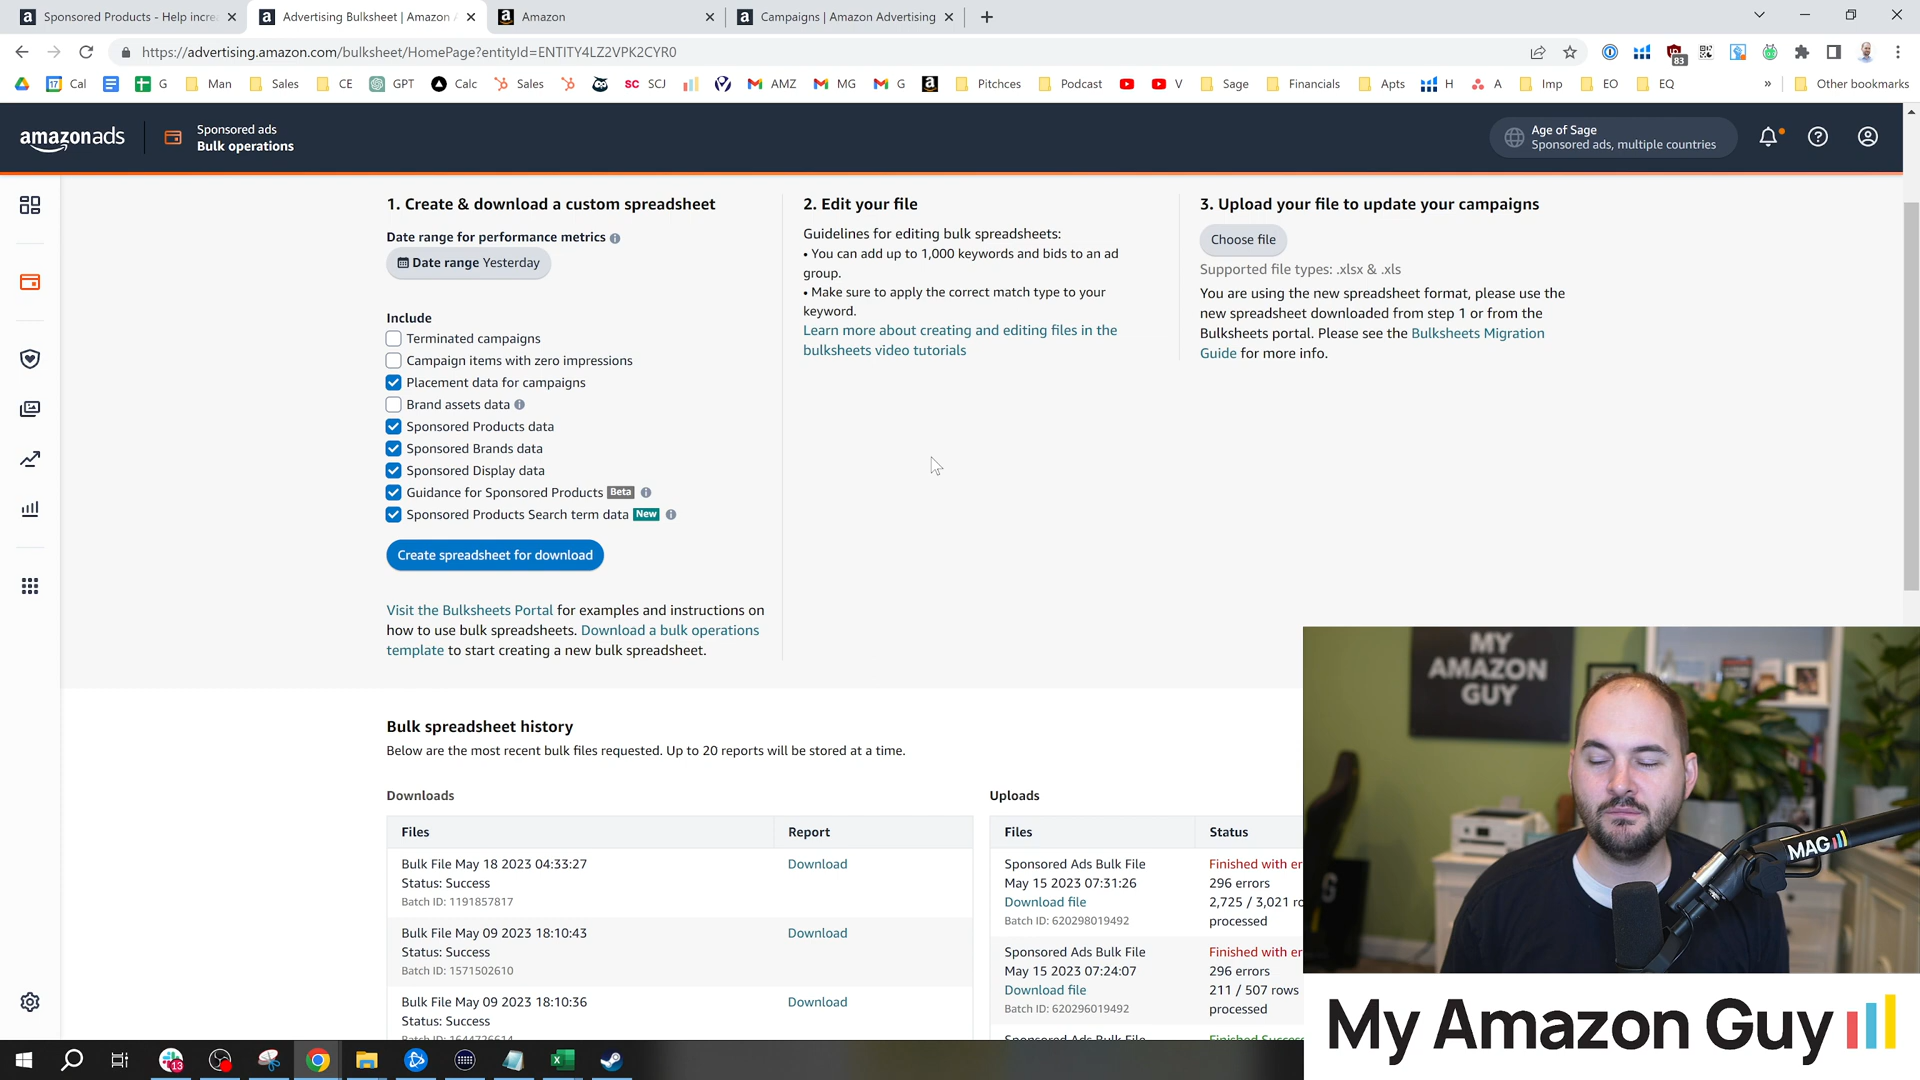 Sponsored Products - Help incre
Advertising Bulksheet | Amazon A
Amazon
Campaigns | Amazon Advertising
https://advertising.amazon.com/bulksheet/HomePage?entityId=ENTITY4LZ2VPK2CYR0
83
17 Cal G Man Sales CE GPT Calc Sales SC SCJ AMZ MG G Pitchces Podcast V Sage Financials Apts H A Imp EO EQ » Other bookmarks
amazonads
Sponsored ads
Bulk operations
Age of Sage
Sponsored ads, multiple countries
1. Create & download a custom spreadsheet
Date range for performance metrics
Date range Yesterday
Include
Terminated campaigns
Campaign items with zero impressions
Placement data for campaigns
Brand assets data
Sponsored Products data
Sponsored Brands data
Sponsored Display data
Guidance for Sponsored Products Beta
Sponsored Products Search term data New
Create spreadsheet for download
Visit the Bulksheets Portal for examples and instructions on
how to use bulk spreadsheets. Download a bulk operations
template to start creating a new bulk spreadsheet.
2. Edit your file
Guidelines for editing bulk spreadsheets:
• You can add up to 1,000 keywords and bids to an ad
group.
• Make sure to apply the correct match type to your
keyword.
Learn more about creating and editing files in the
bulksheets video tutorials
3. Upload your file to update your campaigns
Choose file
Supported file types: .xlsx & .xls
You are using the new spreadsheet format, please use the
new spreadsheet downloaded from step 1 or from the
Bulksheets portal. Please see the Bulksheets Migration
Guide for more info.
Bulk spreadsheet history
Below are the most recent bulk files requested. Up to 20 reports will be stored at a time.
Downloads
Files Report
Bulk File May 18 2023 04:33:27 Download
Status: Success
Batch ID: 1191857817
Bulk File May 09 2023 18:10:43 Download
Status: Success
Batch ID: 1571502610
Bulk File May 09 2023 18:10:36 Download
Status: Success
Uploads
Files Status
Sponsored Ads Bulk File Finished with er
May 15 2023 07:31:26 296 errors
Download file 2,725 / 3,021 ro
Batch ID: 620298019492 processed
Sponsored Ads Bulk File Finished with er
May 15 2023 07:24:07 296 errors
Download file 211 / 507 rows
Batch ID: 620296019492 processed
MY
AMAZON
GUY
MAG
My Amazon Guy
13